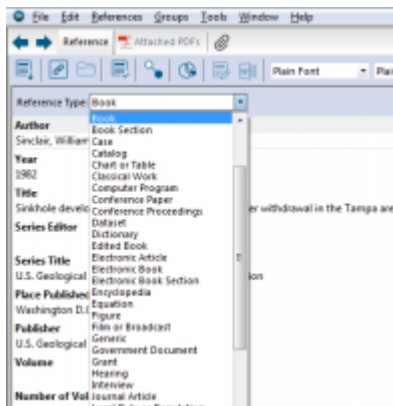 File Edit References Groups Tools Window Help
Reference Attached PDFs
Plain Font Plai
Reference Type: Book
Book
Book Section
Case
Catalog
Chart or Table
Classical Work
Computer Program
Conference Paper
Conference Proceedings
Dataset
Dictionary
Edited Book
Electronic Article
Electronic Book
Electronic Book Section
Encyclopedia
Equation
Figure
Film or Broadcast
Generic
Government Document
Grant
Hearing
Interview
Journal Article
Author
Sinclair, William
Year
1982
Title
Sinkhole develo er withdrawal in the Tampa are
Series Editor
Series Title
U.S. Geological ion
Place Published
Washington D.C
Publisher
U.S. Geological
Volume
Number of Vol